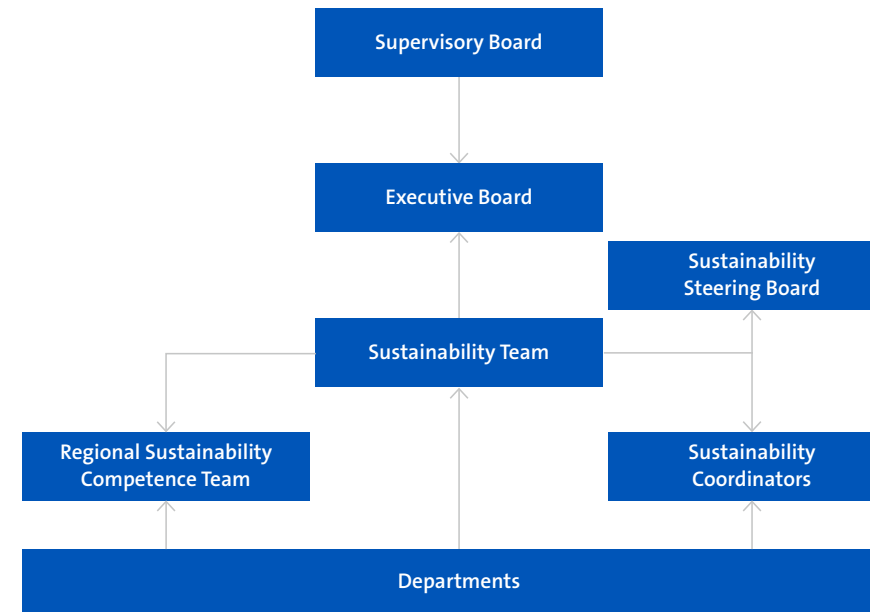 Supervisory Board
Executive Board
Sustainability
Steering Board
Sustainability Team
Regional Sustainability
Competence Team
Sustainability
Coordinators
Departments